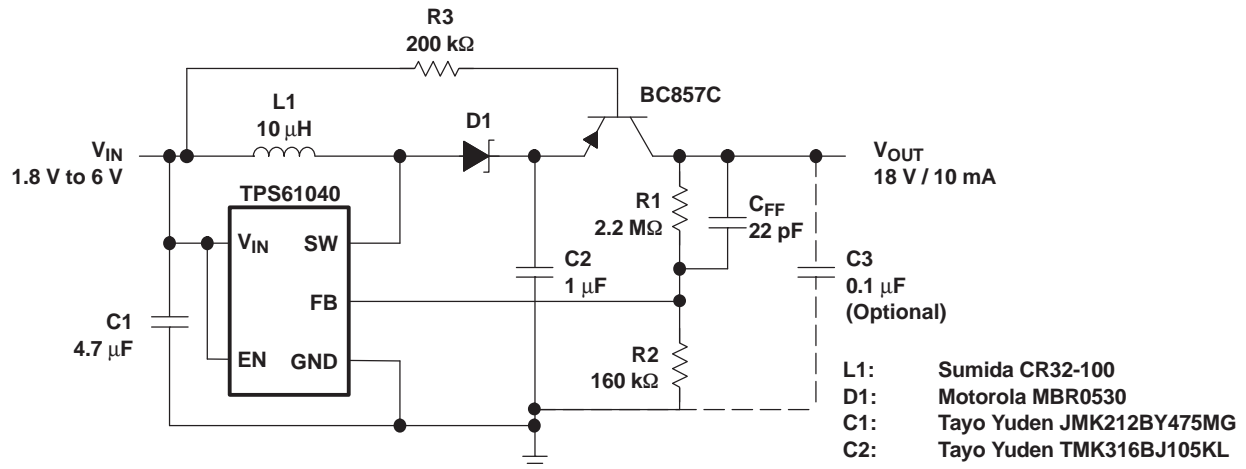 R3
200 kΩ
BC857C
L1
10 μH
D1
VIN
1.8 V to 6 V
VOUT
18 V / 10 mA
TPS61040
R1
2.2 MΩ
CFF
22 pF
VIN
SW
C2
1 μF
C3
0.1 μF
(Optional)
FB
C1
4.7 μF
EN
GND
R2
160 kΩ
L1: Sumida CR32-100
D1: Motorola MBR0530
C1: Tayo Yuden JMK212BY475MG
C2: Tayo Yuden TMK316BJ105KL